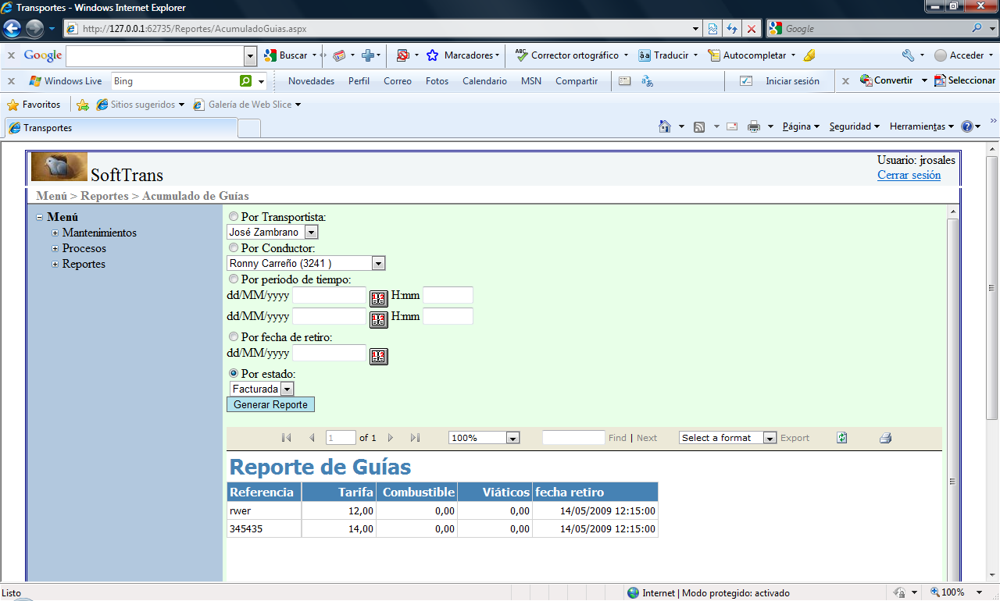 Transportes - Windows Internet Explorer
http://127.0.0.1:62735/Reportes/AcumuladoGuias.aspx
Google
x Google Buscar Marcadores ABC Corrector ortográfico aa Traducir Autocompletar Acceder
x Windows Live Bing Novedades Perfil Correo Fotos Calendario MSN Compartir Iniciar sesión x Convertir Seleccionar
Favoritos Sitios sugeridos Galería de Web Slice
Transportes Página Seguridad Herramientas
SoftTrans
Usuario: jrosales
Cerrar sesión
Menú > Reportes > Acumulado de Guías
Menú
Mantenimientos
Procesos
Reportes
Por Transportista:
José Zambrano
Por Conductor:
Ronny Carreño (3241 )
Por periodo de tiempo:
dd/MM/yyyy 12 H:mm
dd/MM/yyyy 12 H:mm
Por fecha de retiro:
dd/MM/yyyy 12
Por estado:
Facturada
Generar Reporte
1 of 1 100% Find | Next Select a format Export
Reporte de Guías
Referencia Tarifa Combustible Viáticos fecha retiro
rwer 12,00 0,00 0,00 14/05/2009 12:15:00
345435 14,00 0,00 0,00 14/05/2009 12:15:00
Listo Internet | Modo protegido: activado 100%